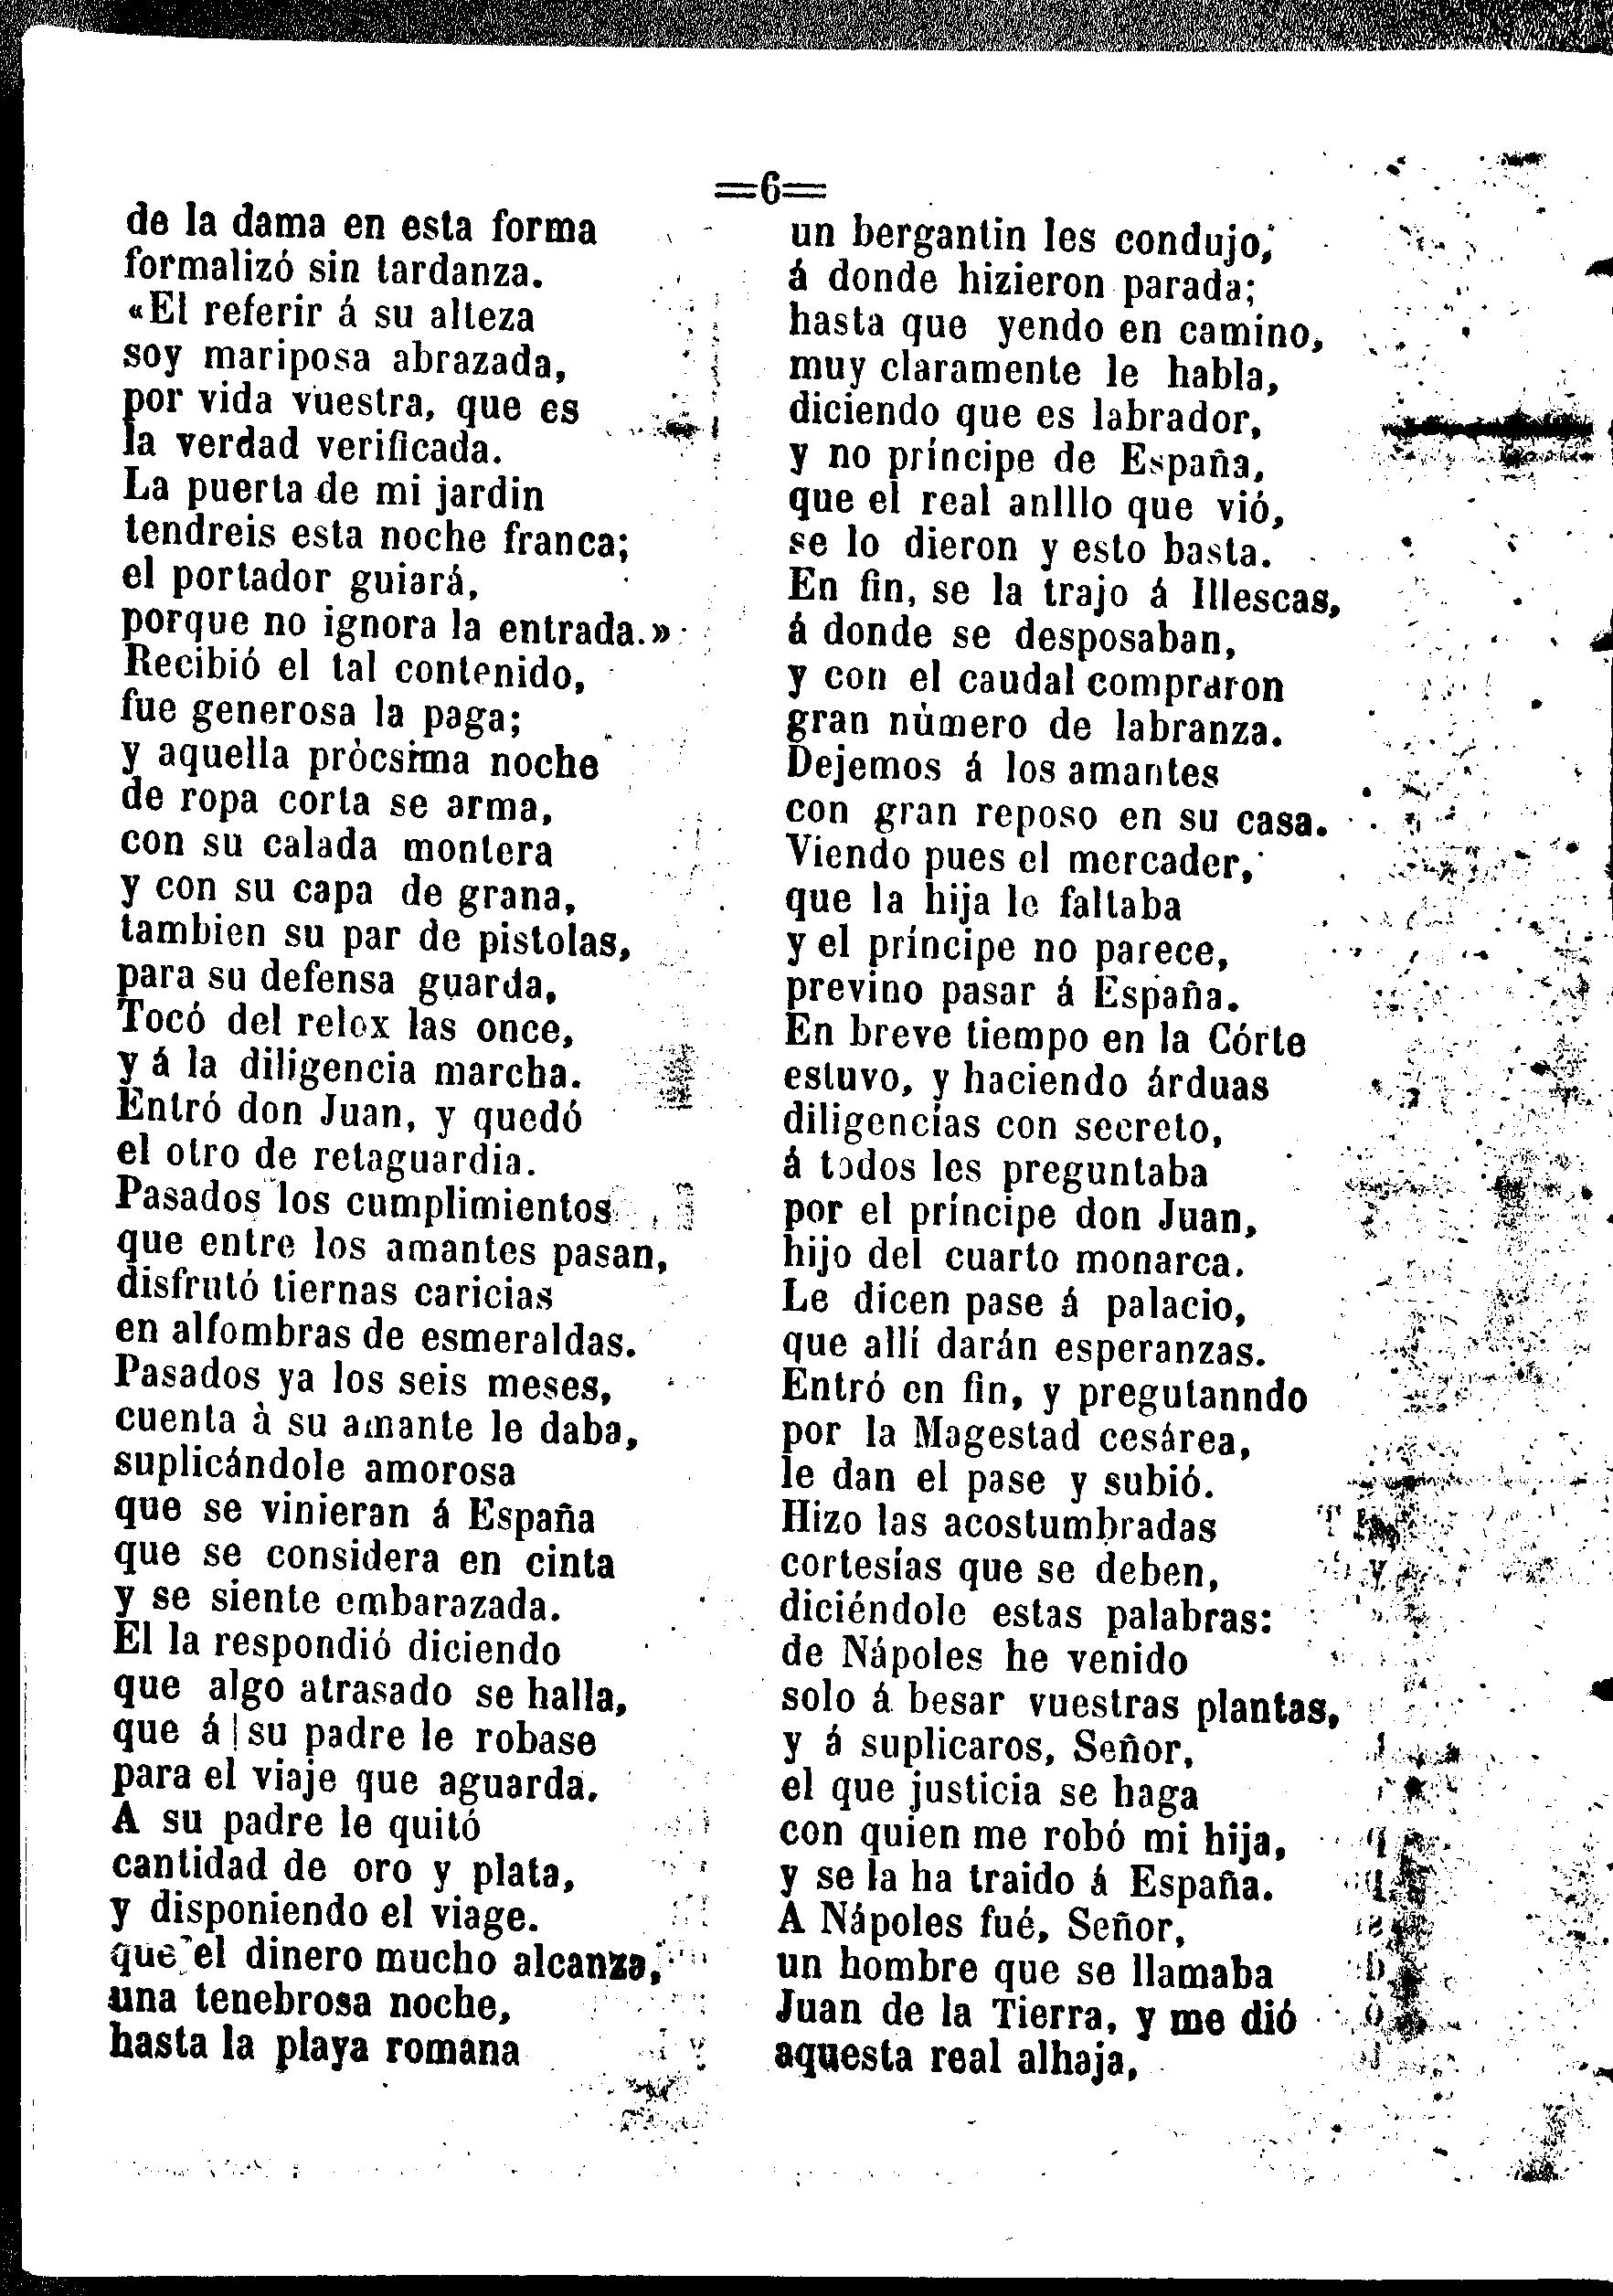 =6=
de la dama en esta forma
formalizó sin tardanza.
«El referir á su alteza
soy mariposa abrazada,
por vida vuestra, que es
la verdad verificada.
La puerta de mi jardin
tendreis esta noche franca;
el portador guiará,
porque no ignora la entrada.»
Recibió el tal contenido,
fue generosa la paga;
y aquella pròcsima noche
de ropa corta se arma,
con su calada montera
y con su capa de grana,
tambien su par de pistolas,
para su defensa guarda,
Tocó del relox las once,
y á la diligencia marcha.
Entró don Juan, y quedó
el otro de retaguardia.
Pasados los cumplimientos
que entre los amantes pasan,
disfrutó tiernas caricias
en alfombras de esmeraldas.
Pasados ya los seis meses,
cuenta à su amante le daba,
suplicándole amorosa
que se vinieran á España
que se considera en cinta
y se siente embarazada.
El la respondió diciendo
que algo atrasado se halla,
que á su padre le robase
para el viaje que aguarda.
A su padre le quitó
cantidad de oro y plata,
y disponiendo el viage.
que el dinero mucho alcanza,
una tenebrosa noche,
hasta la playa romana
un bergantin les condujo,
á donde hizieron parada;
hasta que yendo en camino,
muy claramente le habla,
diciendo que es labrador,
y no príncipe de España,
que el real anlllo que vió,
se lo dieron y esto basta.
En fin, se la trajo á Illescas,
á donde se desposaban,
y con el caudal compraron
gran nùmero de labranza.
Dejemos á los amantes
con gran reposo en su casa.
Viendo pues el mercader,
que la hija le faltaba
y el príncipe no parece,
previno pasar á España.
En breve tiempo en la Córte
estuvo, y haciendo árduas
diligencías con secreto,
á todos les preguntaba
por el príncipe don Juan,
hijo del cuarto monarca.
Le dicen pase á palacio,
que allí darán esperanzas.
Entró en fin, y pregutanndo
por la Magestad cesárea,
le dan el pase y subió.
Hizo las acostumbradas
cortesías que se deben,
diciéndole estas palabras:
de Nápoles he venido
solo á besar vuestras plantas,
y á suplicaros, Señor,
el que justicia se haga
con quien me robó mi hija,
y se la ha traido á España.
A Nápoles fué, Señor,
un hombre que se llamaba
Juan de la Tierra, y me dió
aquesta real alhaja,